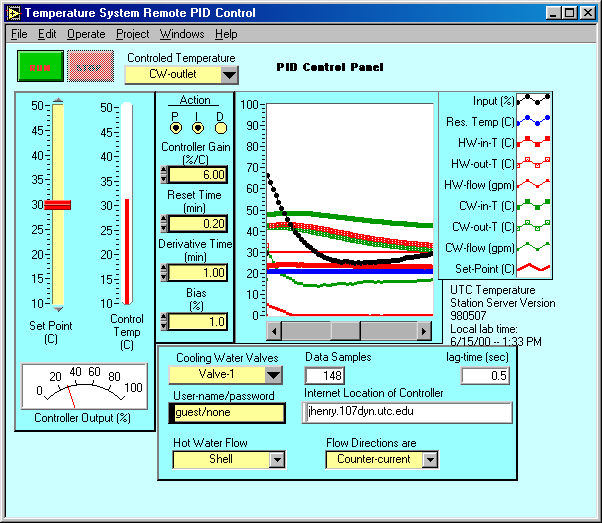 Temperature System Remote PID Control
File Edit Operate Project Windows Help
RUN STOP
Controled Temperature
CW-outlet
PID Control Panel
50 50
45 45
40 40
35 35
30 30
25 25
20 20
15 15
10 10
Set Point
(C)
Control
Temp
(C)
0 20 40 60 80 100
Controller Output (%)
Action
P I D
Controller Gain
(%/C)
6.00
Reset Time
(min)
0.20
Derivative Time
(min)
1.00
Bias
(%)
1.0
100
90
80
70
60
50
40
30
20
10
0
Input (%)
Res. Temp (C)
HW-in-T (C)
HW-out-T (C)
HW-flow (gpm)
CW-in-T (C)
CW-out-T (C)
CW-flow (gpm)
Set-Point (C)
UTC Temperature
Station Server Version
980507
Local lab time:
6/15/00 -- 1:33 PM
Cooling Water Valves
Valve-1
Data Samples
148
lag-time (sec)
0.5
User-name/password
guest/none
Internet Location of Controller
jhenry.107dyn.utc.edu
Hot Water Flow
Shell
Flow Directions are
Counter-current